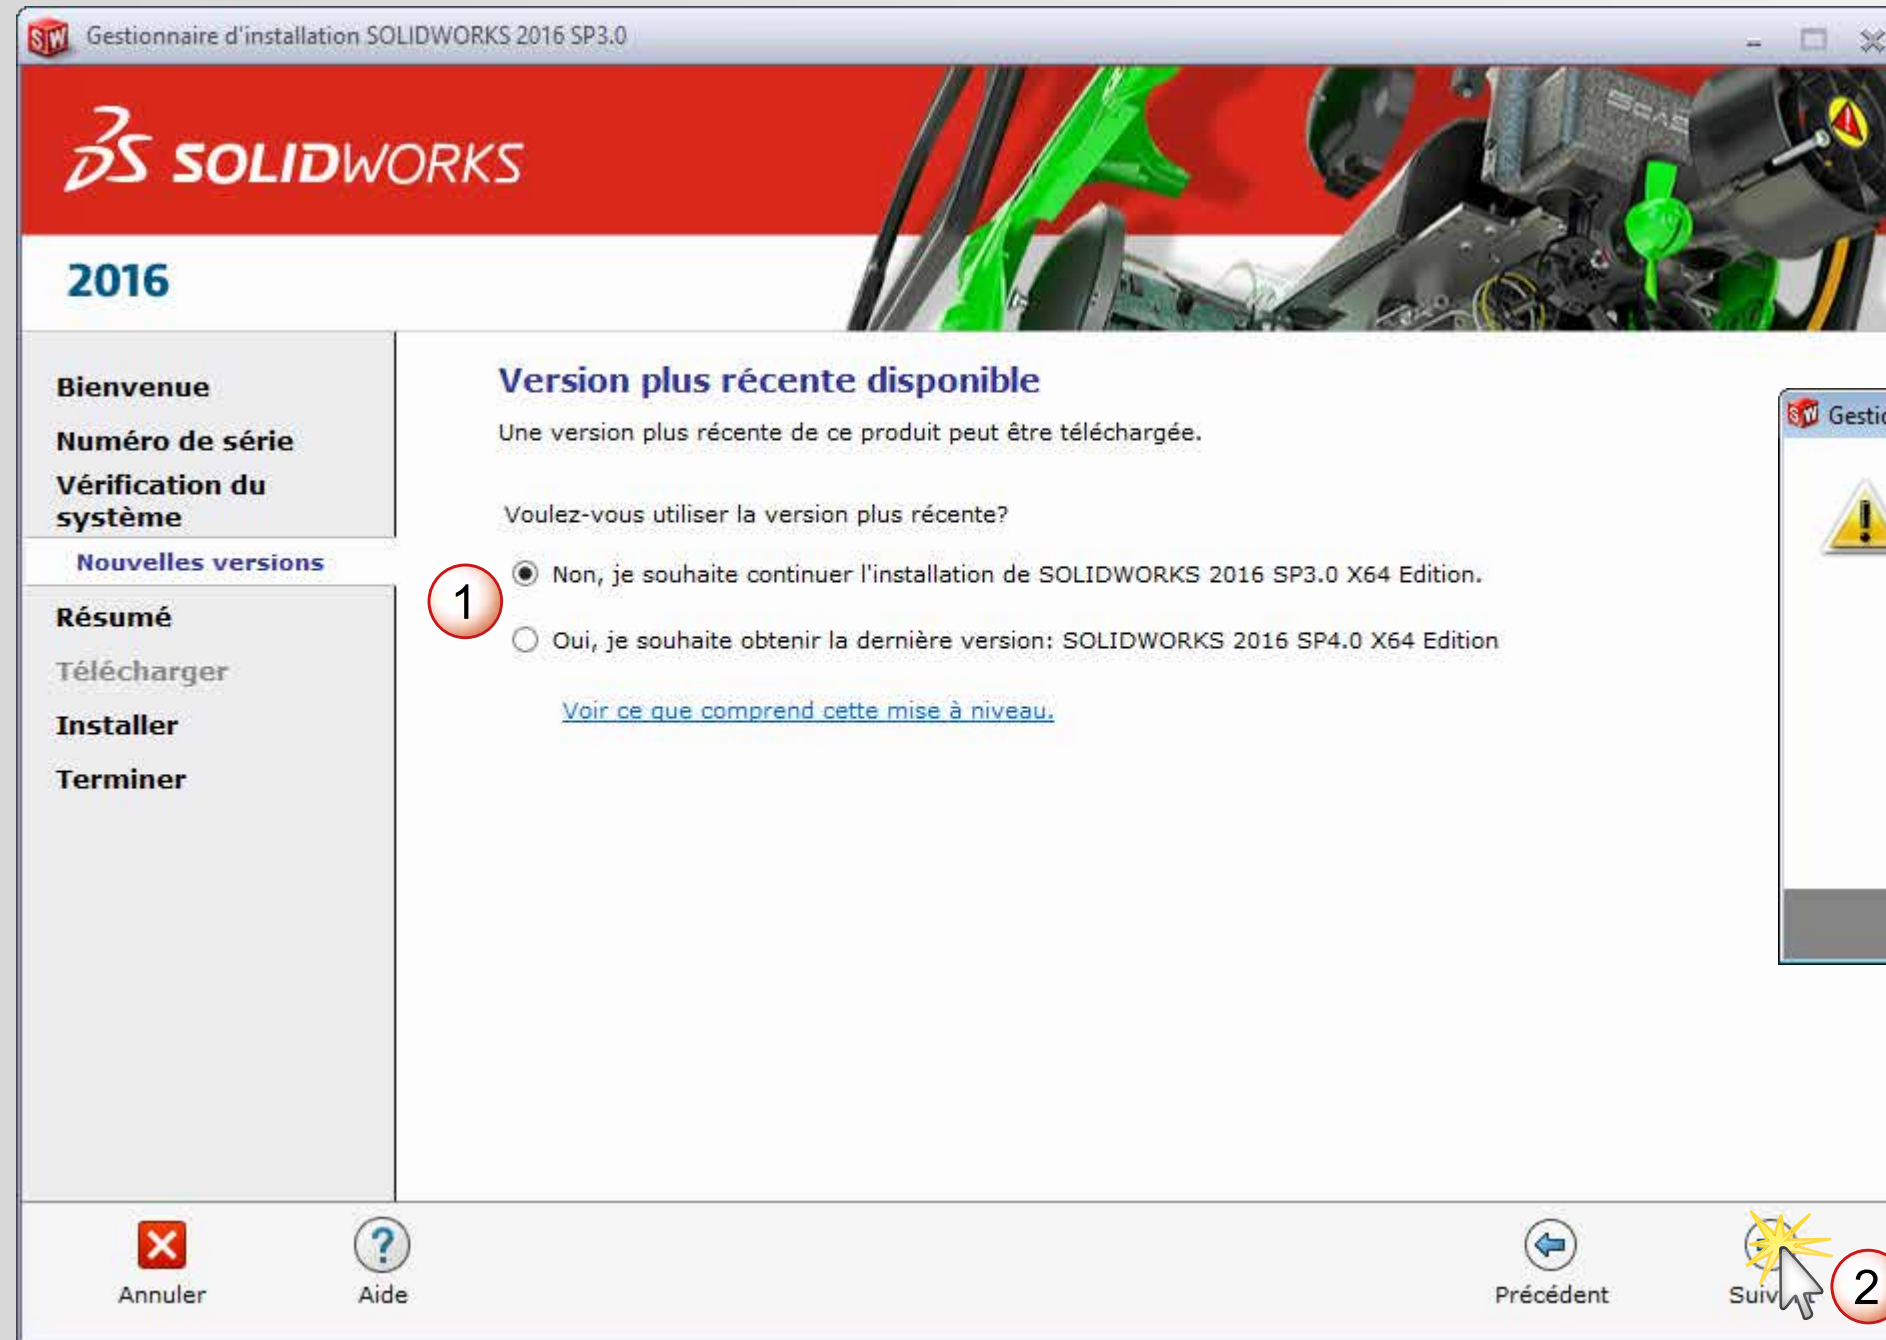 Gestionnaire d'installation SOLIDWORKS 2016 SP3.0
SOLIDWORKS
2016
Bienvenue
Numéro de série
Vérification du
système
Nouvelles versions
Résumé
Télécharger
Installer
Terminer
Version plus récente disponible
Une version plus récente de ce produit peut être téléchargée.
Voulez-vous utiliser la version plus récente?
1
Non, je souhaite continuer l'installation de SOLIDWORKS 2016 SP3.0 X64 Edition.
Oui, je souhaite obtenir la dernière version: SOLIDWORKS 2016 SP4.0 X64 Edition
Voir ce que comprend cette mise à niveau.
Annuler
Aide
Précédent
2